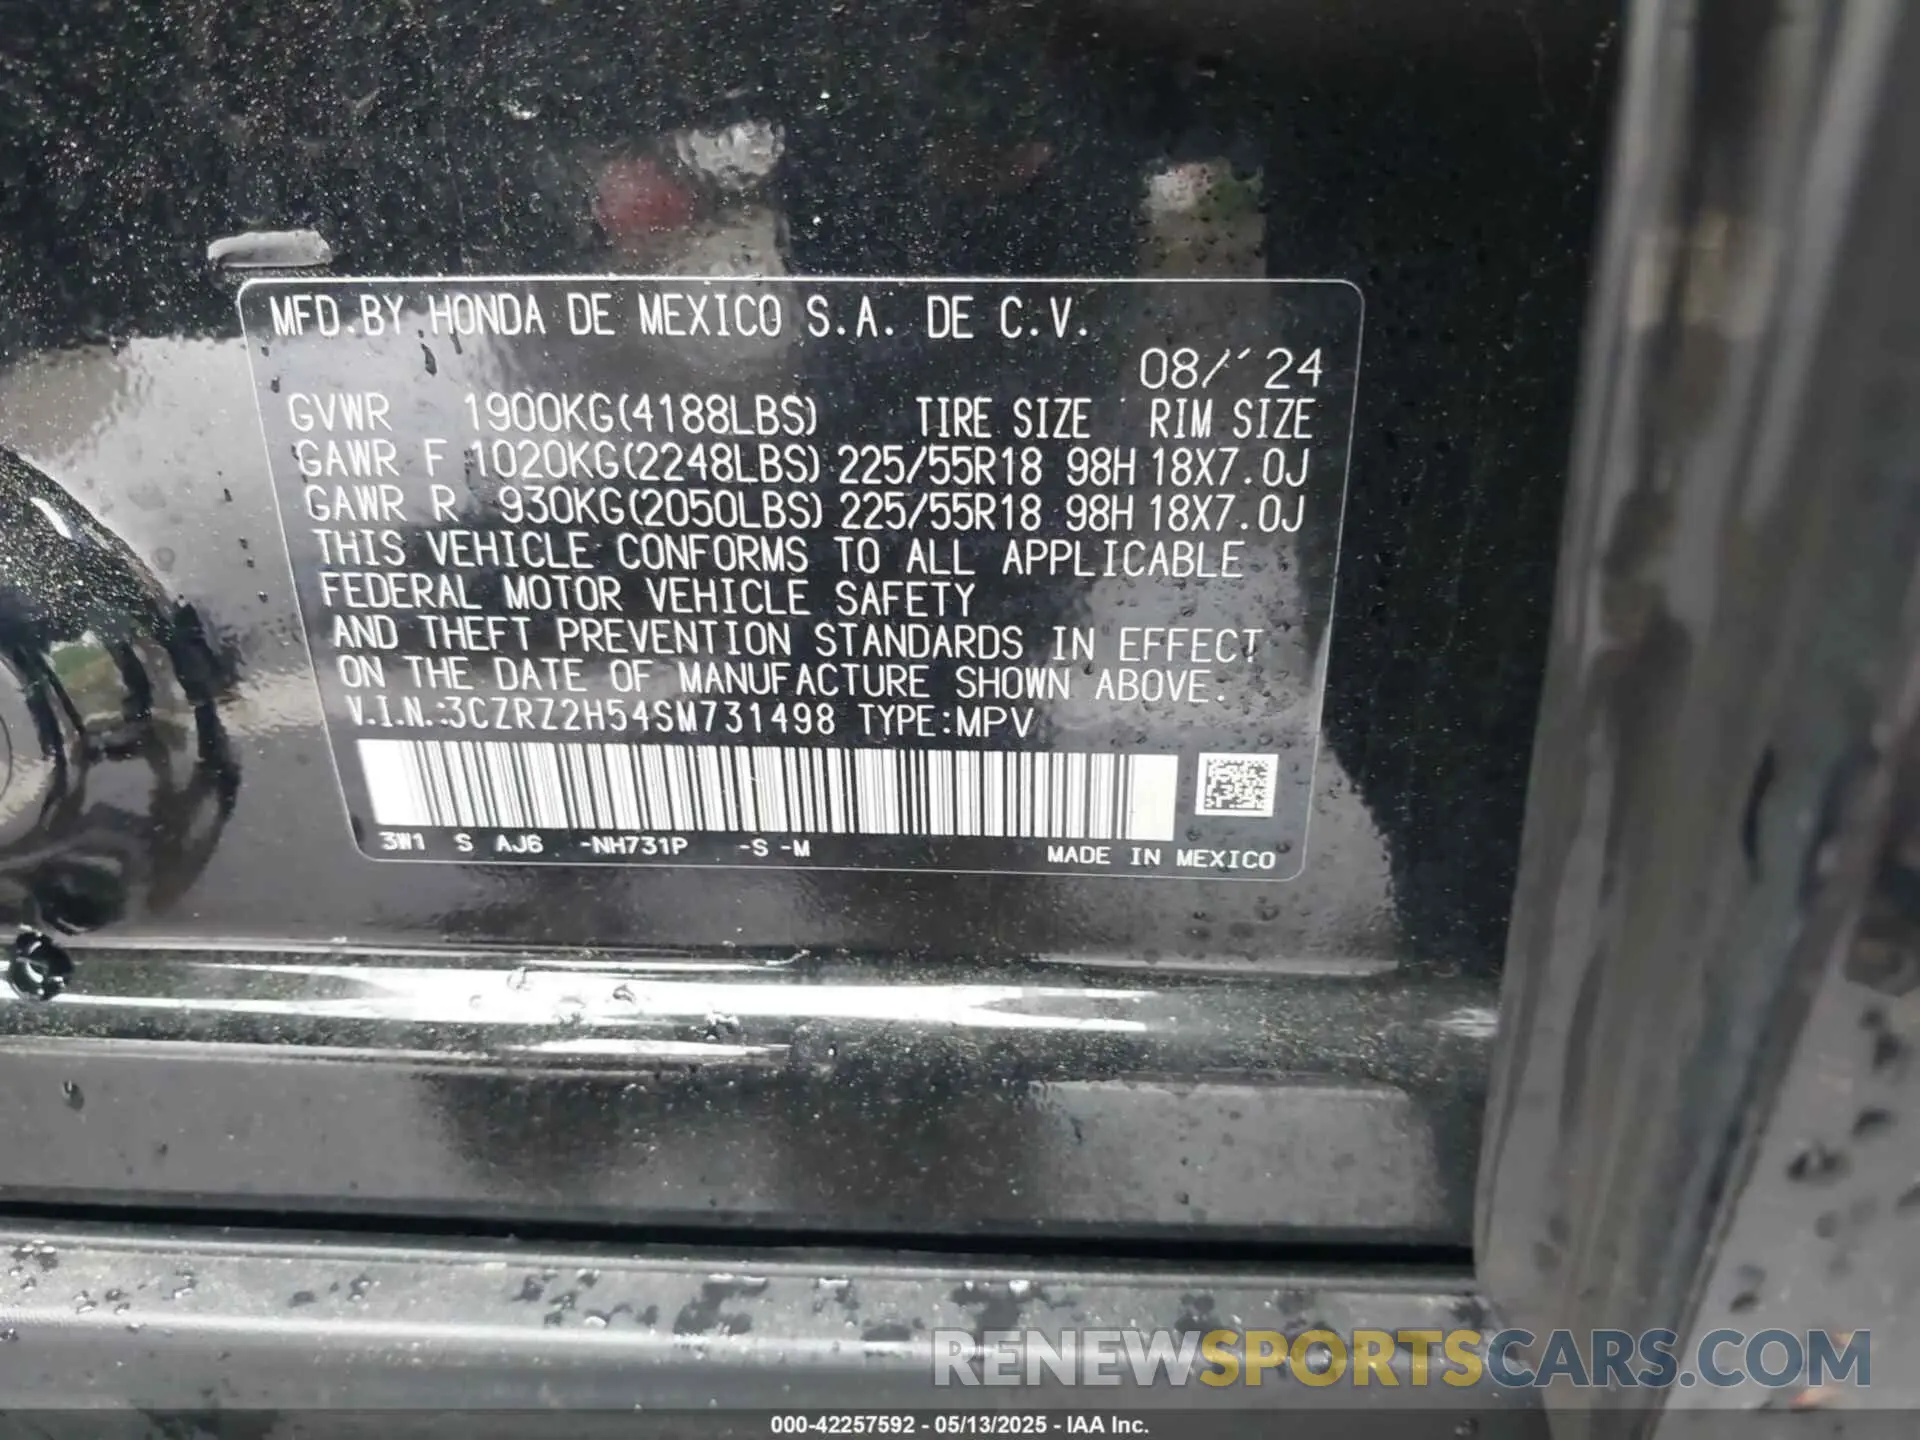 MFD.BY HONDA DE MEXICO S.A. DE C.V.
08/'24
GVWR 1900KG(4188LBS) TIRE SIZE RIM SIZE
GAWR F 1020KG(2248LBS) 225/55R18 98H 18X7.0J
GAWR R 930KG(2050LBS) 225/55R18 98H 18X7.0J
THIS VEHICLE CONFORMS TO ALL APPLICABLE
FEDERAL MOTOR VEHICLE SAFETY
AND THEFT PREVENTION STANDARDS IN EFFECT
ON THE DATE OF MANUFACTURE SHOWN ABOVE.
V.I.N.:3CZRZ2H54SM731498 TYPE:MPV
3W1 S AJ6 -NH731P -S -M MADE IN MEXICO
RENEWSPORTSCARS.COM
000-42257592 - 05/13/2025 - IAA Inc.